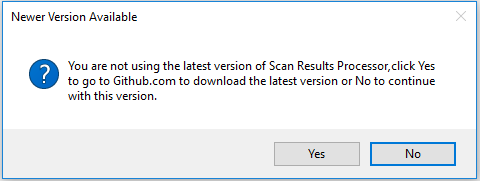 Newer Version Available
You are not using the latest version of Scan Results Processor,click Yes
to go to Github.com to download the latest version or No to continue
with this version.
Yes
No